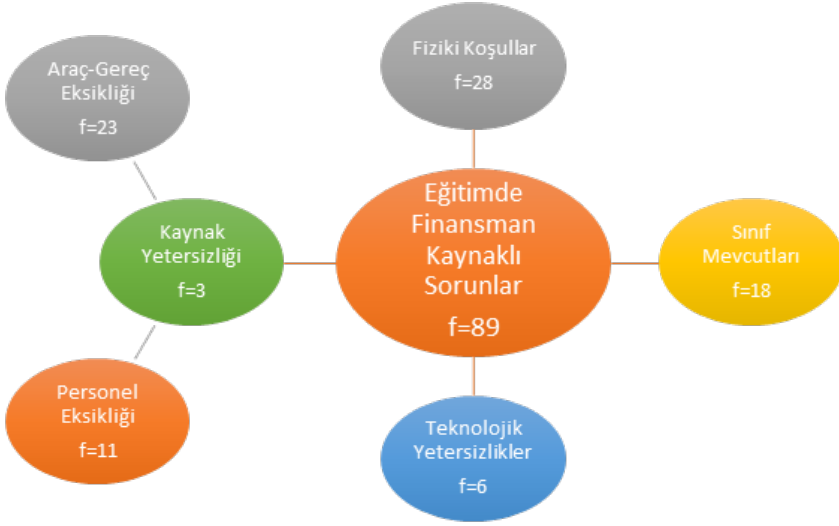 Fiziki Koşullar
f=28
Araç-Gereç
Eksikliği
f=23
Eğitimde
Finansman
Kaynaklı
Sorunlar
f=89
Kaynak
Yetersizliği
f=3
Sınıf
Mevcutları
f=18
Personel
Eksikliği
f=11
Teknolojik
Yetersizlikler
f=6